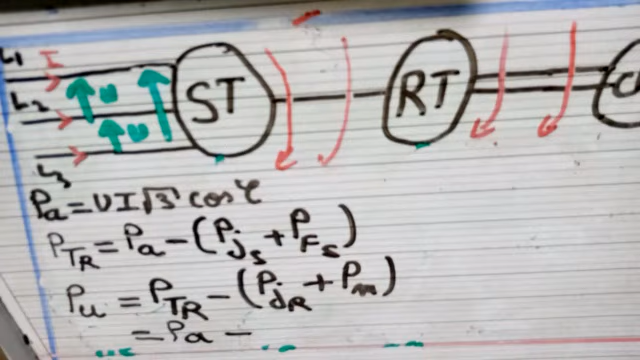 L1 I
L2 U U
ST RT
L3
Pa = UI√3 cos φ
PTR = Pa - (Pjs + PFs)
Pu = PTR - (PjR + Pm)
= Pa -